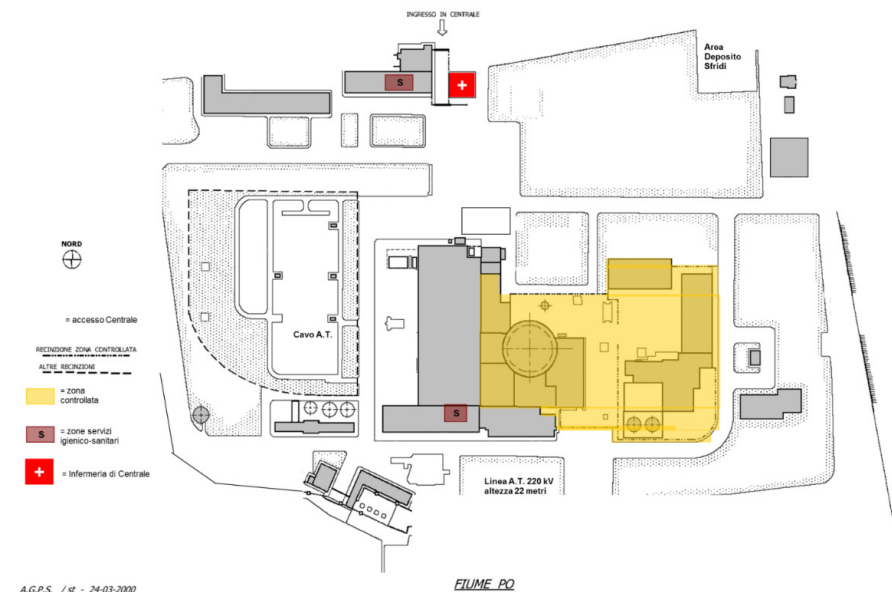 INGRESSO IN CENTRALE
Area
Deposito
Sfridi
S
NORD
= accesso Centrale
Cavo A.T.
RECINZIONE ZONA CONTROLLATA
ALTRE RECINZIONI
= zona
controllata
S
S
= zone servizi
igienico-sanitari
= Infermeria di Centrale
Linea A.T. 220 kV
altezza 22 metri
A.G.P.S. / st - 24-03-2000
FIUME PO